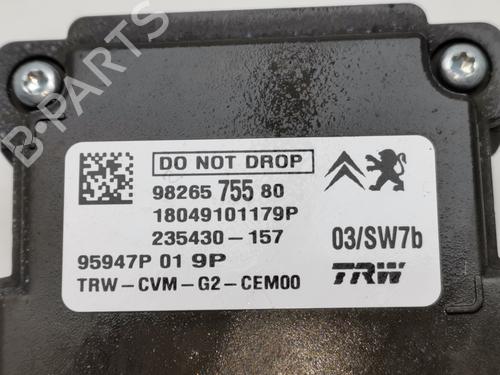 B-PARTS
DO NOT DROP
98265 755 80
18049101179P
235430-157 03/SW7b
95947P 01 9P
TRW-CVM-G2-CEM00 TRW